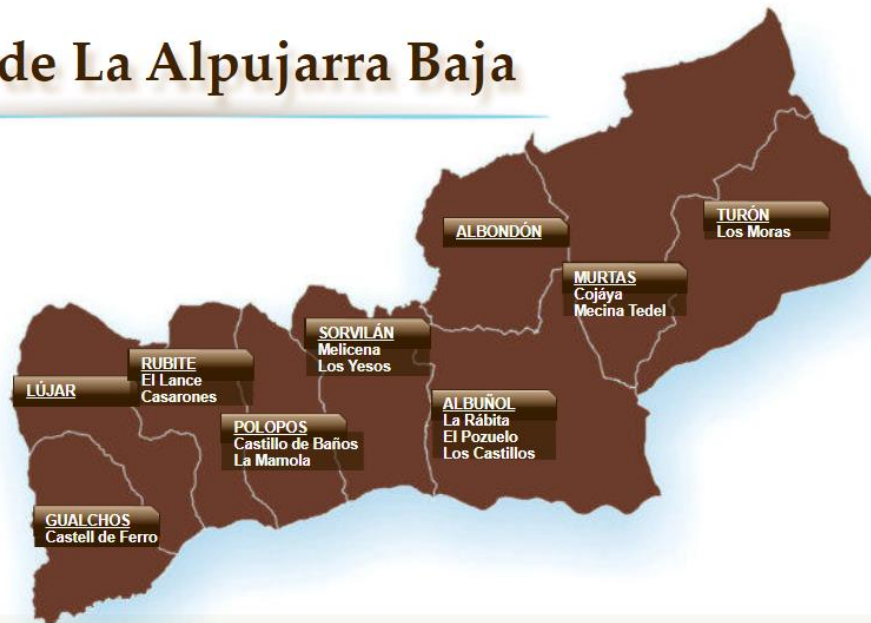 de La Alpujarra Baja
TURÓN
Los Moras
ALBONDÓN
MURTAS
Cojáya
Mecina Tedel
SORVILÁN
Melicena
Los Yesos
RUBITE
El Lance
Casarones
LÚJAR
ALBUÑOL
La Rábita
El Pozuelo
Los Castillos
POLOPOS
Castillo de Baños
La Mamola
GUALCHOS
Castell de Ferro